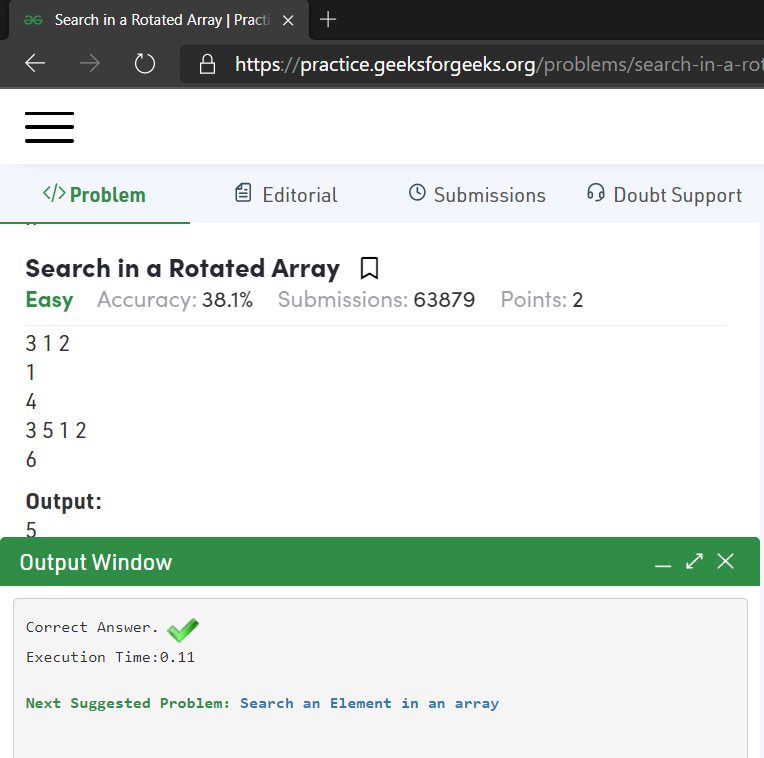 Search in a Rotated Array | Practi
https://practice.geeksforgeeks.org/problems/search-in-a-rot
Problem Editorial Submissions Doubt Support
Search in a Rotated Array
Easy Accuracy: 38.1% Submissions: 63879 Points: 2
3 1 2
1
4
3 5 1 2
6
Output:
5
Output Window
Correct Answer.
Execution Time:0.11
Next Suggested Problem: Search an Element in an array